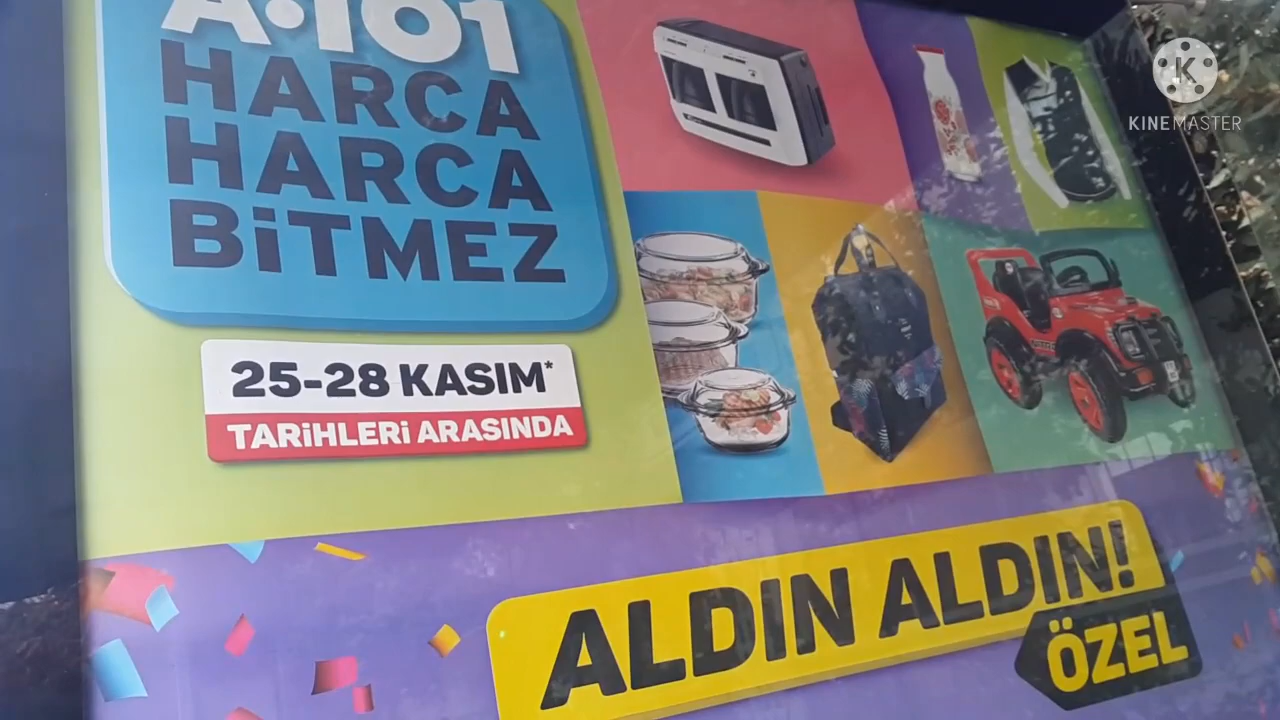 A101
HARCA
HARCA
BiTMEZ
25-28 KASIM*
TARiHLERi ARASINDA
ALDIN ALDIN!
ÖZEL
K
KINEMASTER